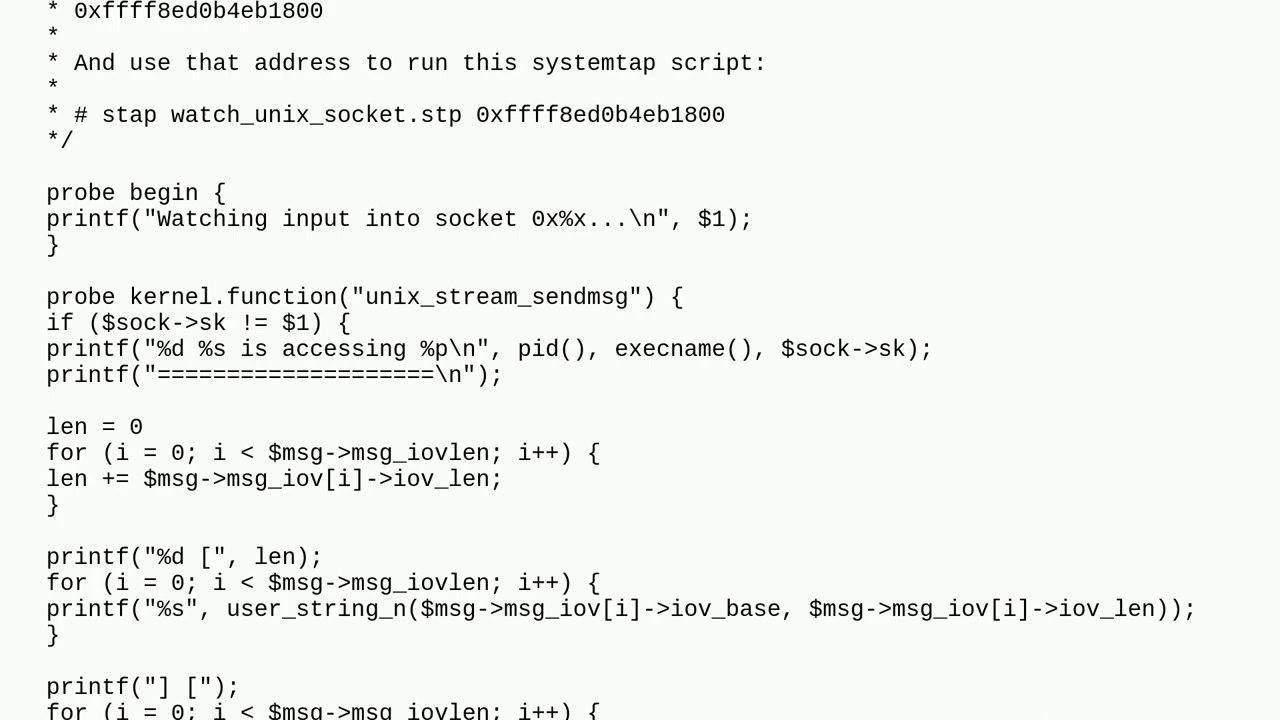 * 0xffff8ed0b4eb1800
*
* And use that address to run this systemtap script:
*
* # stap watch_unix_socket.stp 0xffff8ed0b4eb1800
*/
probe begin {
printf("Watching input into socket 0x%x...\n", $1);
}
probe kernel.function("unix_stream_sendmsg") {
if ($sock->sk != $1) {
printf("%d %s is accessing %p\n", pid(), execname(), $sock->sk);
printf("====================\n");
len = 0
for (i = 0; i < $msg->msg_iovlen; i++) {
len += $msg->msg_iov[i]->iov_len;
}
printf("%d [", len);
for (i = 0; i < $msg->msg_iovlen; i++) {
printf("%s", user_string_n($msg->msg_iov[i]->iov_base, $msg->msg_iov[i]->iov_len));
}
printf("] [");
for (i = 0; i < $msg->msg_iovlen; i++) {